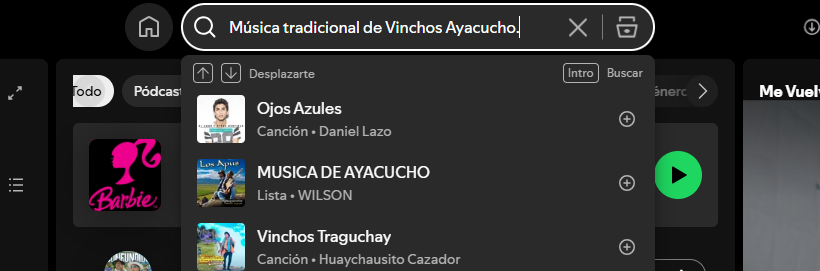 Música tradicional de Vinchos Ayacucho.
Desplazarte
Intro Buscar
Todo
Pódcast
Género
Me Vuelv
Ojos Azules
Canción • Daniel Lazo
Los Apus
MUSICA DE AYACUCHO
Lista • WILSON
Barbie
Vinchos Traguchay
Canción • Huaychausito Cazador